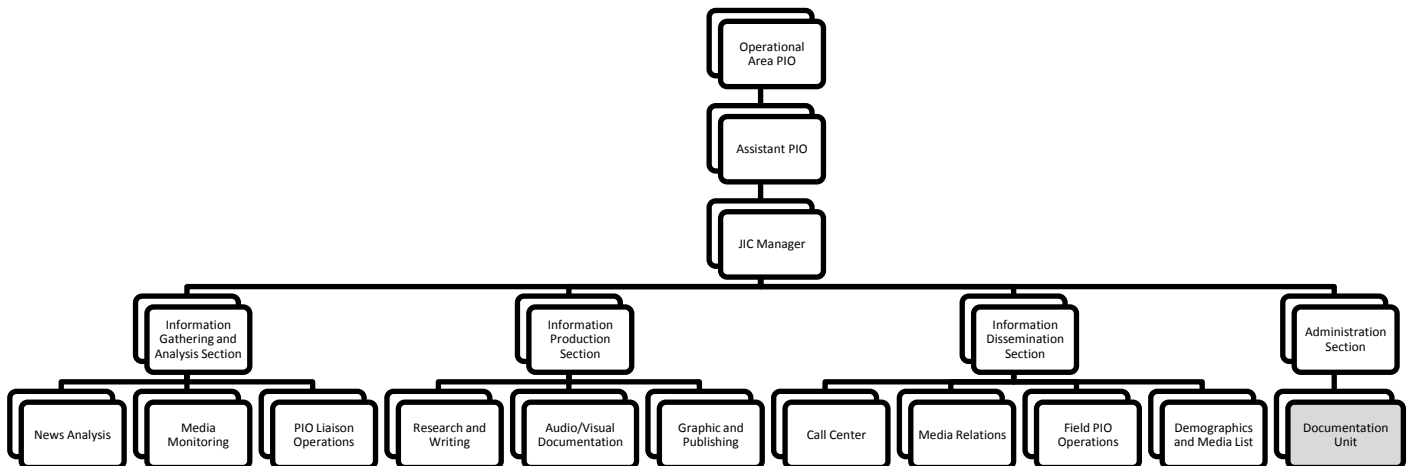 Operational
Area PIO
Assistant PIO
JIC Manager
Information
Gathering and
Analysis Section
Information
Production
Section
Information
Dissemination
Section
Administration
Section
News Analysis
Media
Monitoring
PIO Liaison
Operations
Research and
Writing
Audio/Visual
Documentation
Graphic and
Publishing
Call Center
Media Relations
Field PIO
Operations
Demographics
and Media List
Documentation
Unit